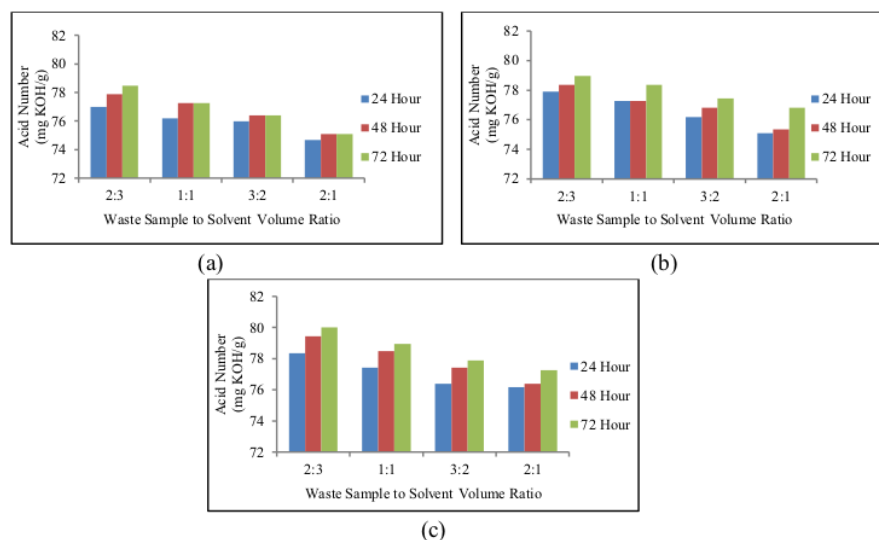 82
80
78
76
74
72
Acid Number
(mg KOH/g)
2:3 1:1 3:2 2:1
Waste Sample to Solvent Volume Ratio
24 Hour
48 Hour
72 Hour
(a)
82
80
78
76
74
72
Acid Number
(mg KOH/g)
2:3 1:1 3:2 2:1
Waste Sample to Solvent Volume Ratio
24 Hour
48 Hour
72 Hour
(b)
82
80
78
76
74
72
Acid Number
(mg KOH/g)
2:3 1:1 3:2 2:1
Waste Sample to Solvent Volume Ratio
24 Hour
48 Hour
72 Hour
(c)